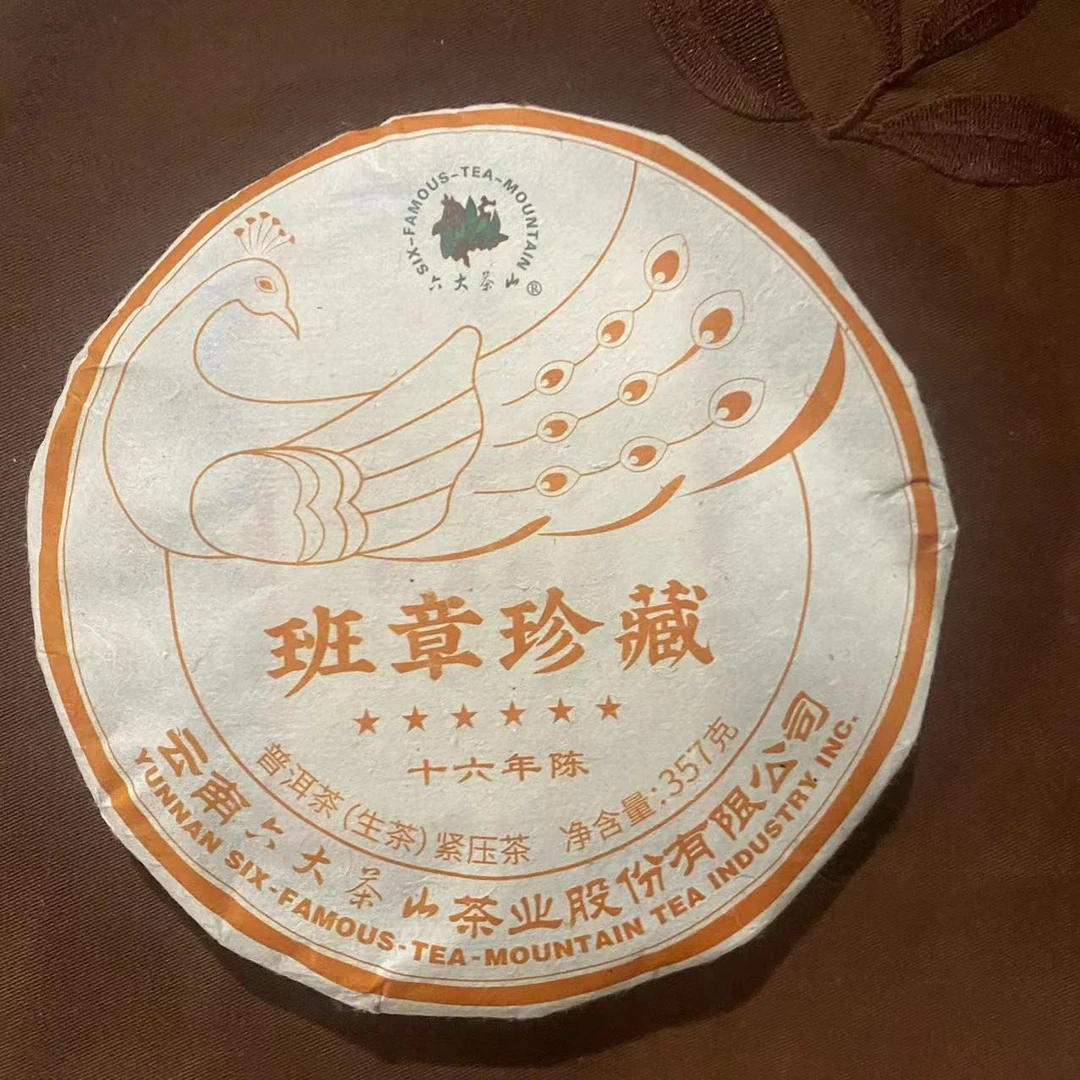 SIX-FAMOUS-TEA-MOUNTAIN
六大茶山®
班章珍藏
★★★★★★
十六年陈
普洱茶(生茶)紧压茶 净含量:357克
云南六大茶山茶业股份有限公司
YUNNAN SIX-FAMOUS-TEA-MOUNTAIN TEA INDUSTRY INC.